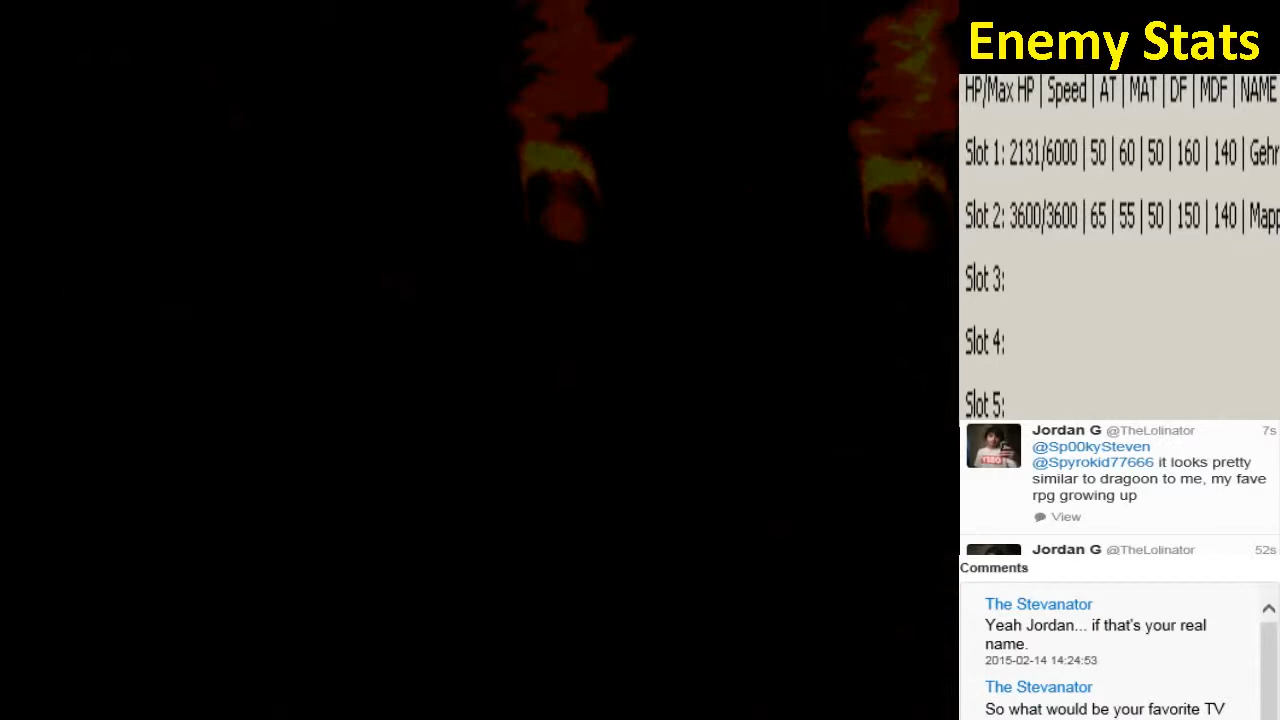 Enemy Stats
HP/Max HP | Speed | AT | MAT | DF | MDF | NAME
Slot 1: 2131/6000 | 50 | 60 | 50 | 160 | 140 | Gehr
Slot 2: 3600/3600 | 65 | 55 | 50 | 150 | 140 | Mapp
Slot 3:
Slot 4:
Slot 5:
Jordan G @TheLolinator 7s
@Sp00kySteven
@Spyrokid77666 it looks pretty
similar to dragoon to me, my fave
rpg growing up
View
Jordan G @TheLolinator 52s
Comments
The Stevanator
Yeah Jordan... if that's your real
name.
2015-02-14 14:24:53
The Stevanator
So what would be your favorite TV